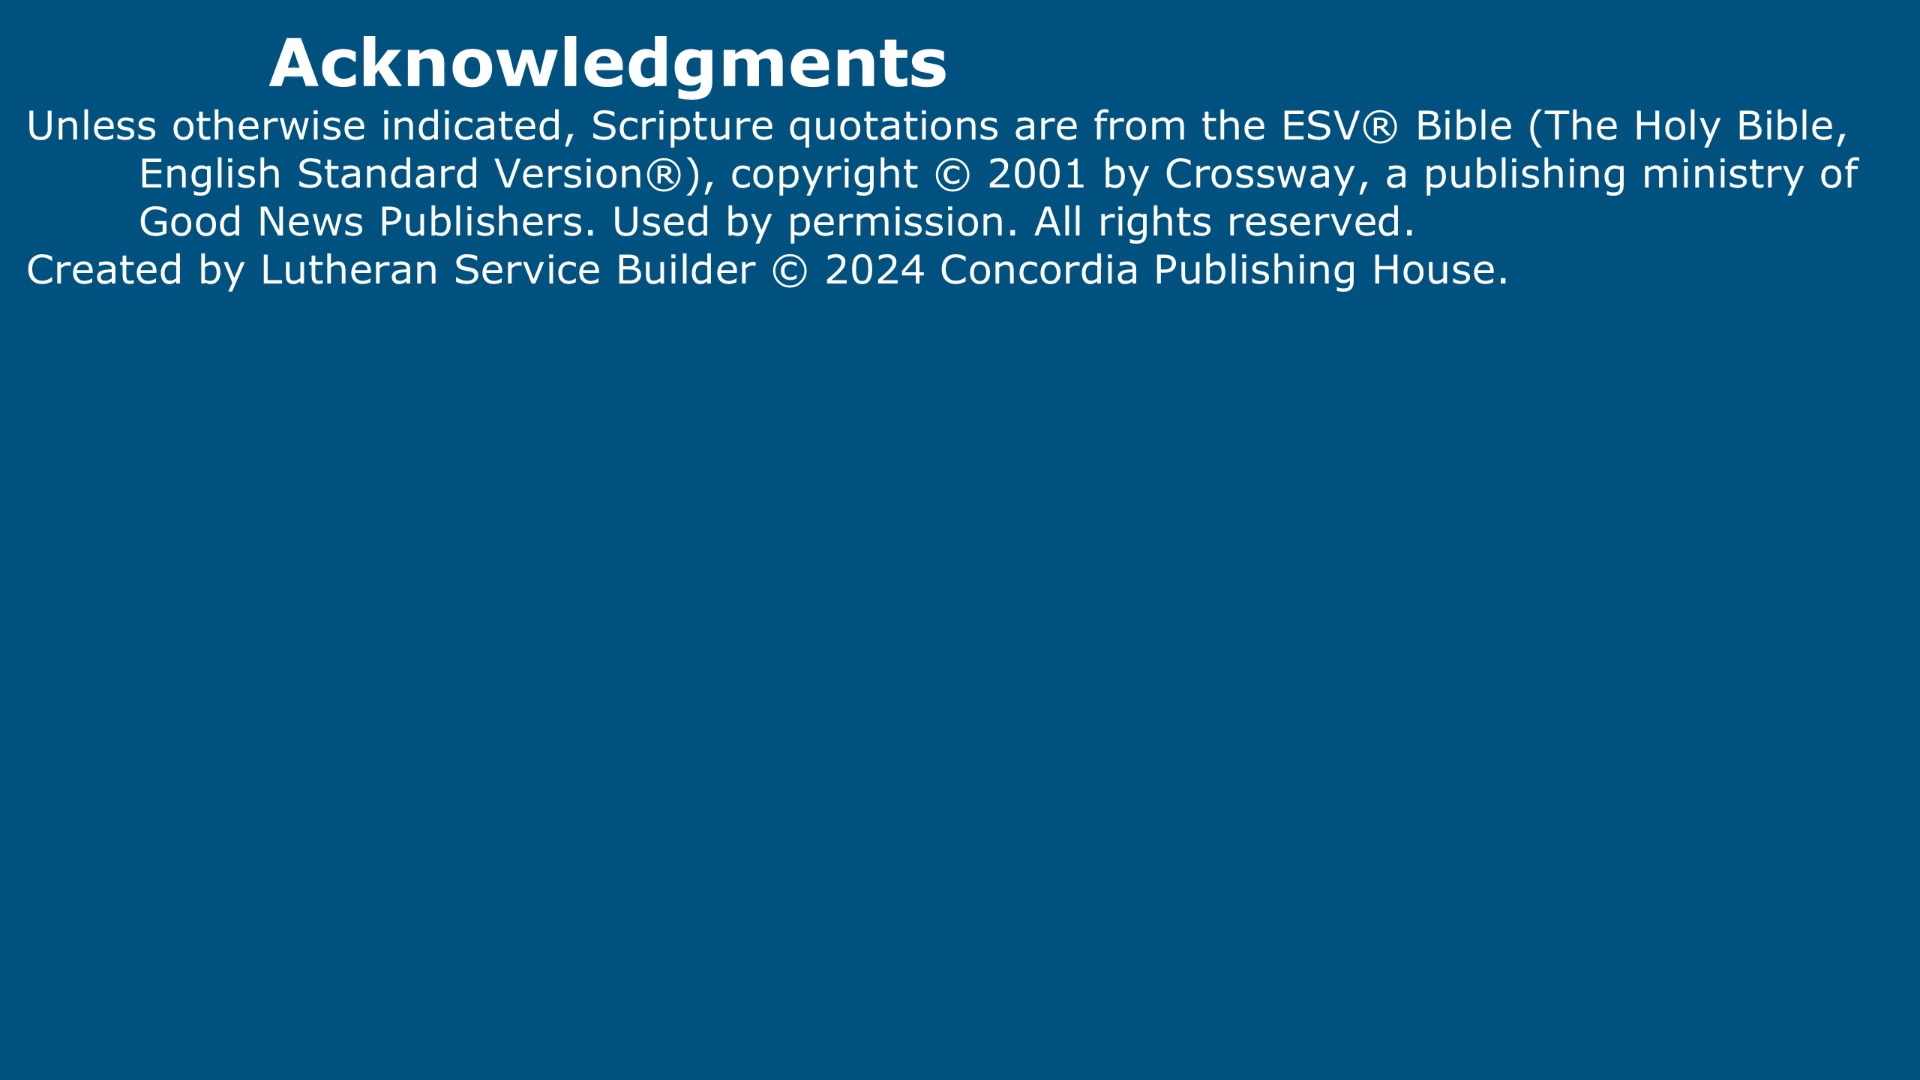 Acknowledgments
Unless otherwise indicated, Scripture quotations are from the ESV® Bible (The Holy Bible,
English Standard Version®), copyright © 2001 by Crossway, a publishing ministry of
Good News Publishers. Used by permission. All rights reserved.
Created by Lutheran Service Builder © 2024 Concordia Publishing House.